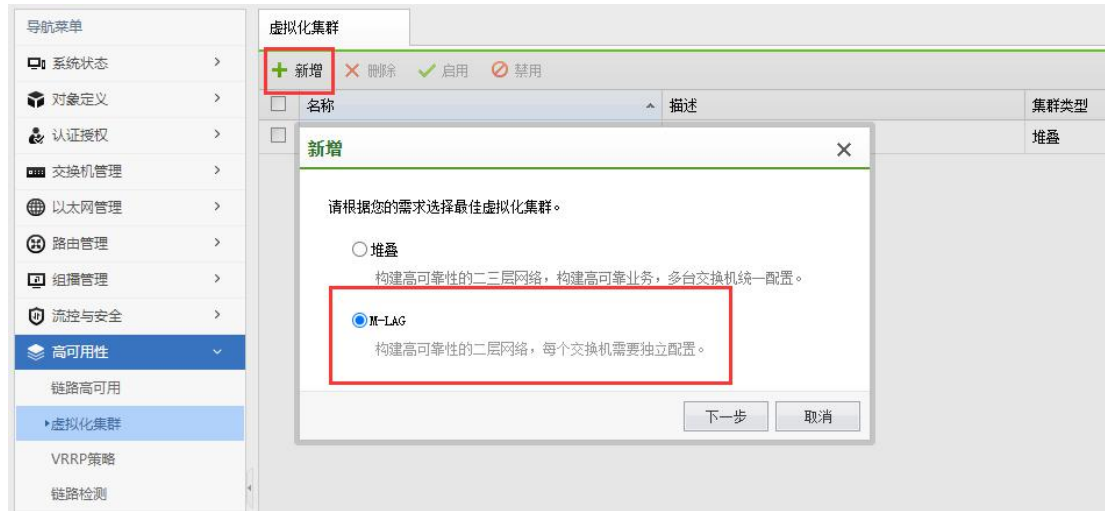 导航菜单
系统状态
对象定义
认证授权
交换机管理
以太网管理
路由管理
组播管理
流控与安全
高可用性
链路高可用
虚拟化集群
VRRP策略
链路检测
虚拟化集群
新增 删除 启用 禁用
名称 描述 集群类型
堆叠
新增
请根据您的需求选择最佳虚拟化集群。
堆叠
构建高可靠性的二三层网络，构建高可靠业务，多台交换机统一配置。
M-LAG
构建高可靠性的二层网络，每个交换机需要独立配置。
下一步 取消